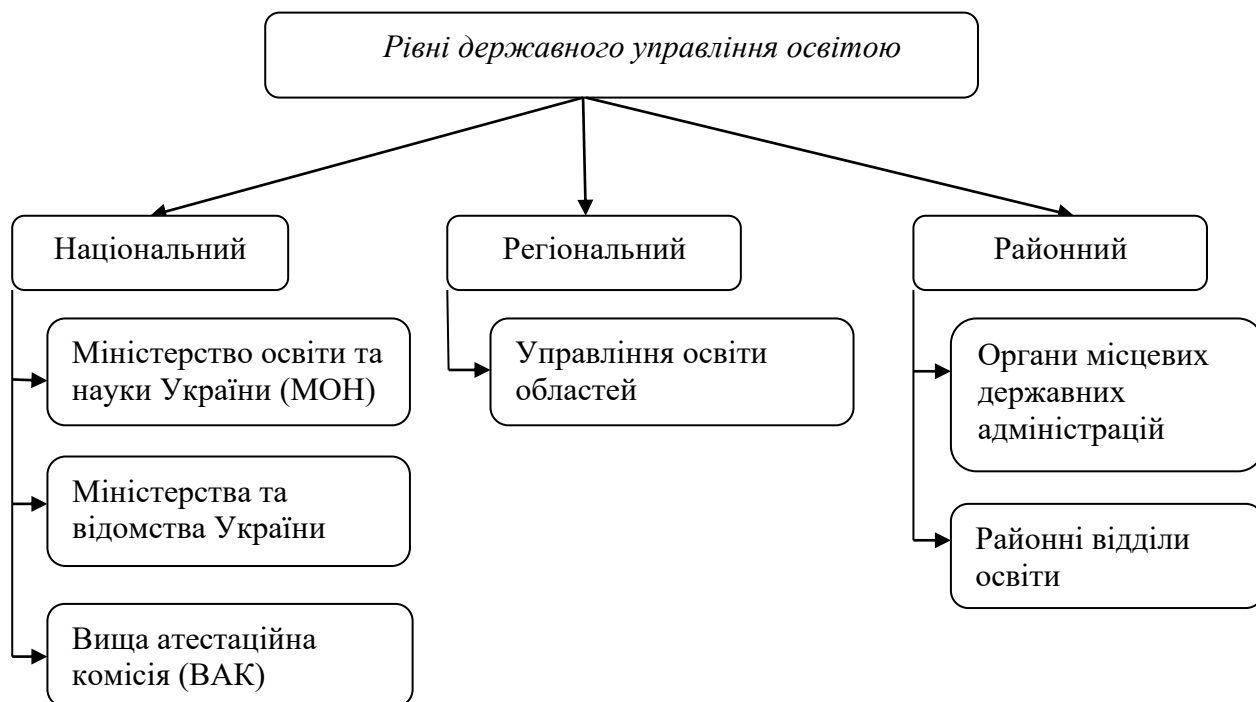 Рівні державного управління освітою
Національний
Міністерство освіти та
науки України (МОН)
Міністерства та
відомства України
Вища атестаційна
комісія (ВАК)
Регіональний
Управління освіти
областей
Районний
Органи місцевих
державних
адміністрацій
Районні відділи
освіти